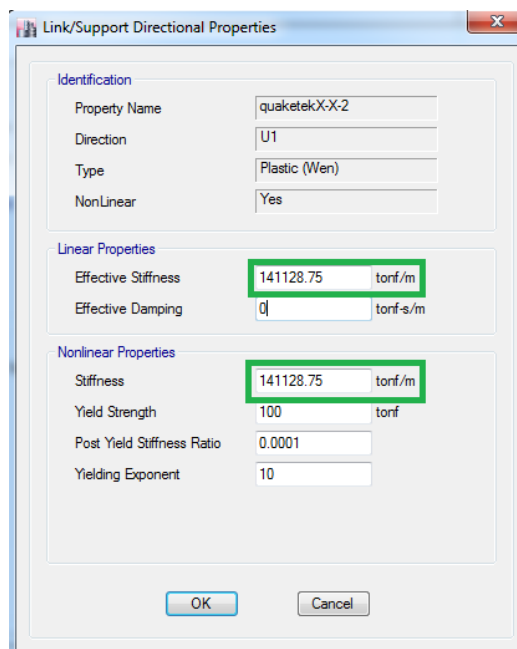 Link/Support Directional Properties
Identification
Property Name quaketekX-X-2
Direction U1
Type Plastic (Wen)
NonLinear Yes
Linear Properties
Effective Stiffness 141128.75 tonf/m
Effective Damping 0 tonf-s/m
Nonlinear Properties
Stiffness 141128.75 tonf/m
Yield Strength 100 tonf
Post Yield Stiffness Ratio 0.0001
Yielding Exponent 10
OK Cancel